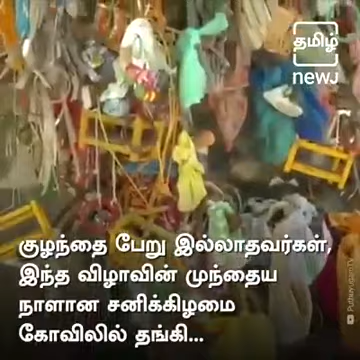 தமிழ்
newJ
குழந்தை பேறு இல்லாதவர்கள்,
இந்த விழாவின் முந்தைய
நாளான சனிக்கிழமை
கோவிலில் தங்கி...